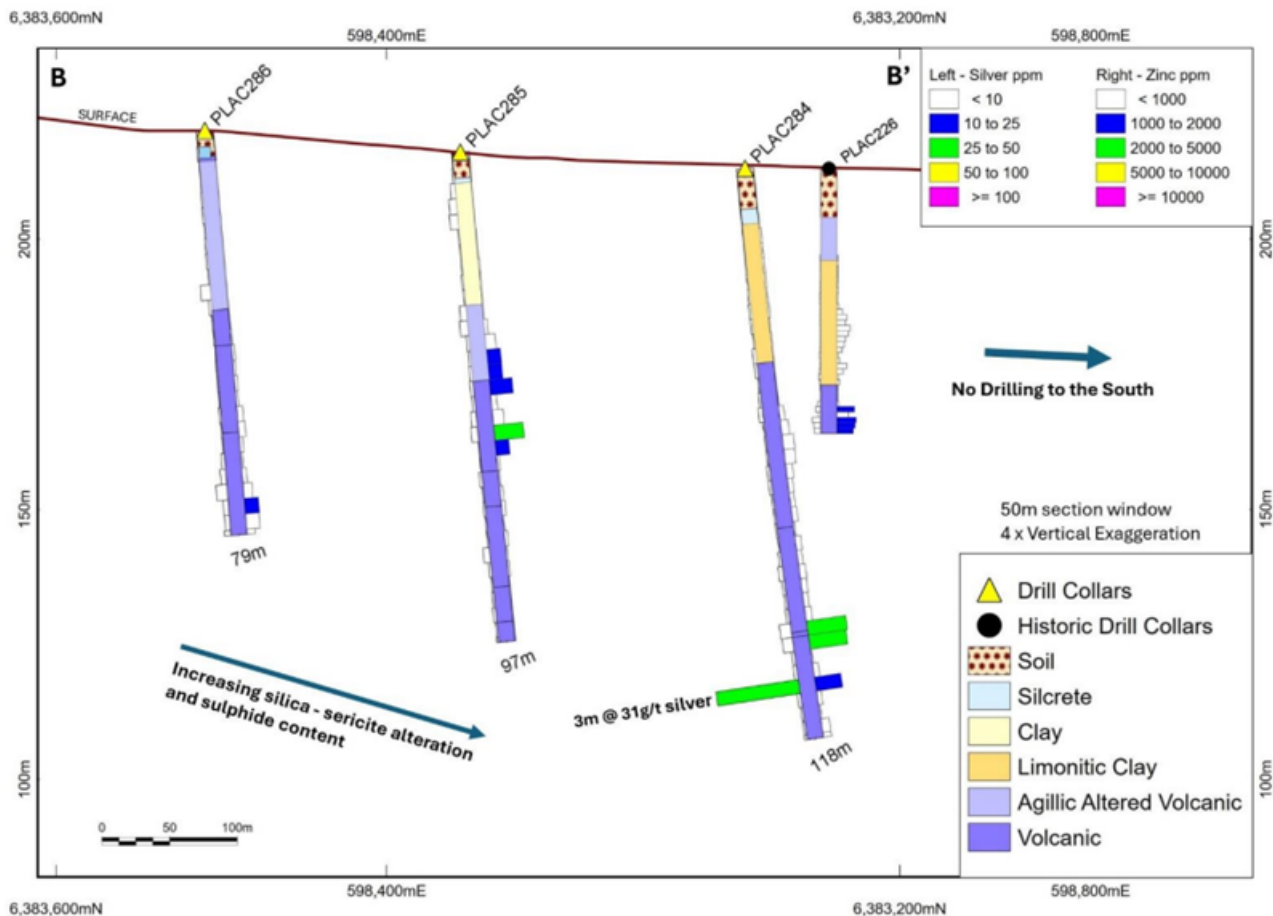 6,383,600mN
598,400mE
6,383,200mN
598,800mE
B
B'
SURFACE
PLAC286
PLAC285
PLAC284
PLAC226
Left - Silver ppm
< 10
10 to 25
25 to 50
50 to 100
>= 100
Right - Zinc ppm
< 1000
1000 to 2000
2000 to 5000
5000 to 10000
>= 10000
200m
200m
No Drilling to the South
150m
150m
50m section window
4 x Vertical Exaggeration
79m
97m
118m
Increasing silica - sericite alteration
and sulphide content
3m @ 31g/t silver
100m
100m
Drill Collars
Historic Drill Collars
Soil
Silcrete
Clay
Limonitic Clay
Agillic Altered Volcanic
Volcanic
0 50 100m
6,383,600mN
598,400mE
6,383,200mN
598,800mE